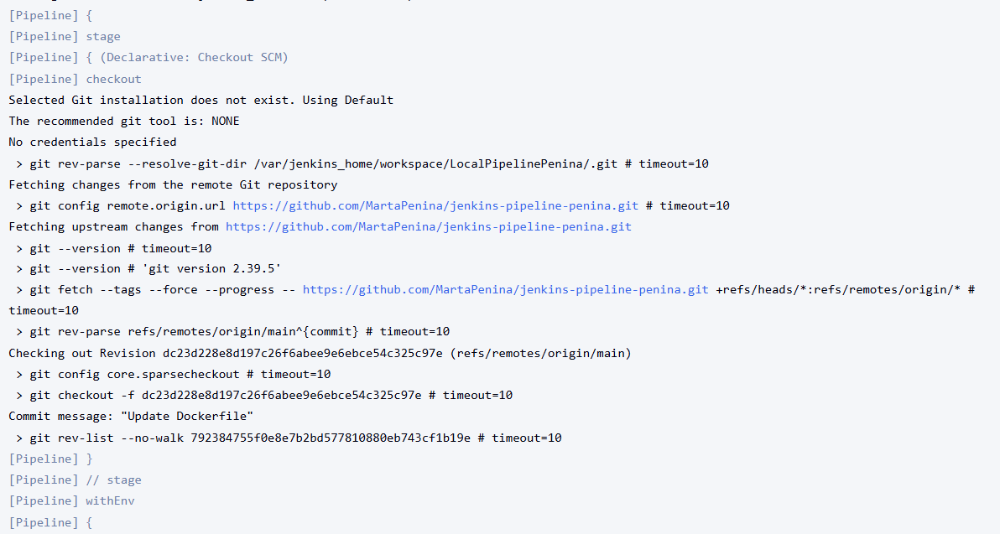 [Pipeline] {
[Pipeline] stage
[Pipeline] { (Declarative: Checkout SCM)
[Pipeline] checkout
Selected Git installation does not exist. Using Default
The recommended git tool is: NONE
No credentials specified
 > git rev-parse --resolve-git-dir /var/jenkins_home/workspace/LocalPipelinePenina/.git # timeout=10
Fetching changes from the remote Git repository
 > git config remote.origin.url https://github.com/MartaPenina/jenkins-pipeline-penina.git # timeout=10
Fetching upstream changes from https://github.com/MartaPenina/jenkins-pipeline-penina.git
 > git --version # timeout=10
 > git --version # 'git version 2.39.5'
 > git fetch --tags --force --progress -- https://github.com/MartaPenina/jenkins-pipeline-penina.git +refs/heads/*:refs/remotes/origin/* #
timeout=10
 > git rev-parse refs/remotes/origin/main^{commit} # timeout=10
Checking out Revision dc23d228e8d197c26f6abee9e6ebce54c325c97e (refs/remotes/origin/main)
 > git config core.sparsecheckout # timeout=10
 > git checkout -f dc23d228e8d197c26f6abee9e6ebce54c325c97e # timeout=10
Commit message: "Update Dockerfile"
 > git rev-list --no-walk 792384755f0e8e7b2bd577810880eb743cf1b19e # timeout=10
[Pipeline] }
[Pipeline] // stage
[Pipeline] withEnv
[Pipeline] {